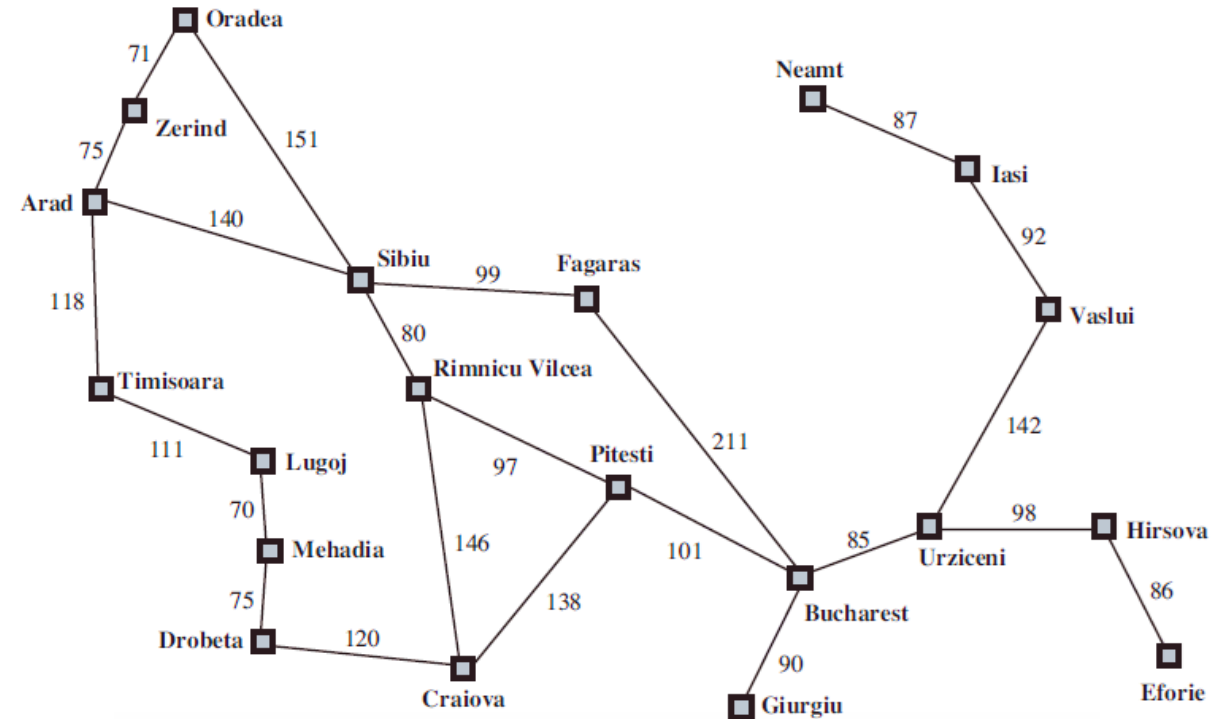 Oradea
71
Neamt
87
Zerind
151
75
Iasi
Arad
140
92
Sibiu
Fagaras
99
118
Vaslui
80
Rimnicu Vilcea
Timisoara
142
211
111
Pitesti
Lugoj
97
70
98
Hirsova
146
85
Mehadia
101
Urziceni
86
75
138
Bucharest
Drobeta
120
90
Craiova
Giurgiu
Eforie